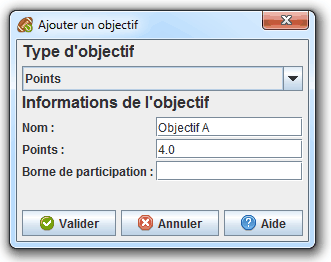 Ajouter un objectif
Type d'objectif
Points
Informations de l'objectif
Nom : Objectif A
Points : 4.0
Borne de participation :
Valider Annuler Aide